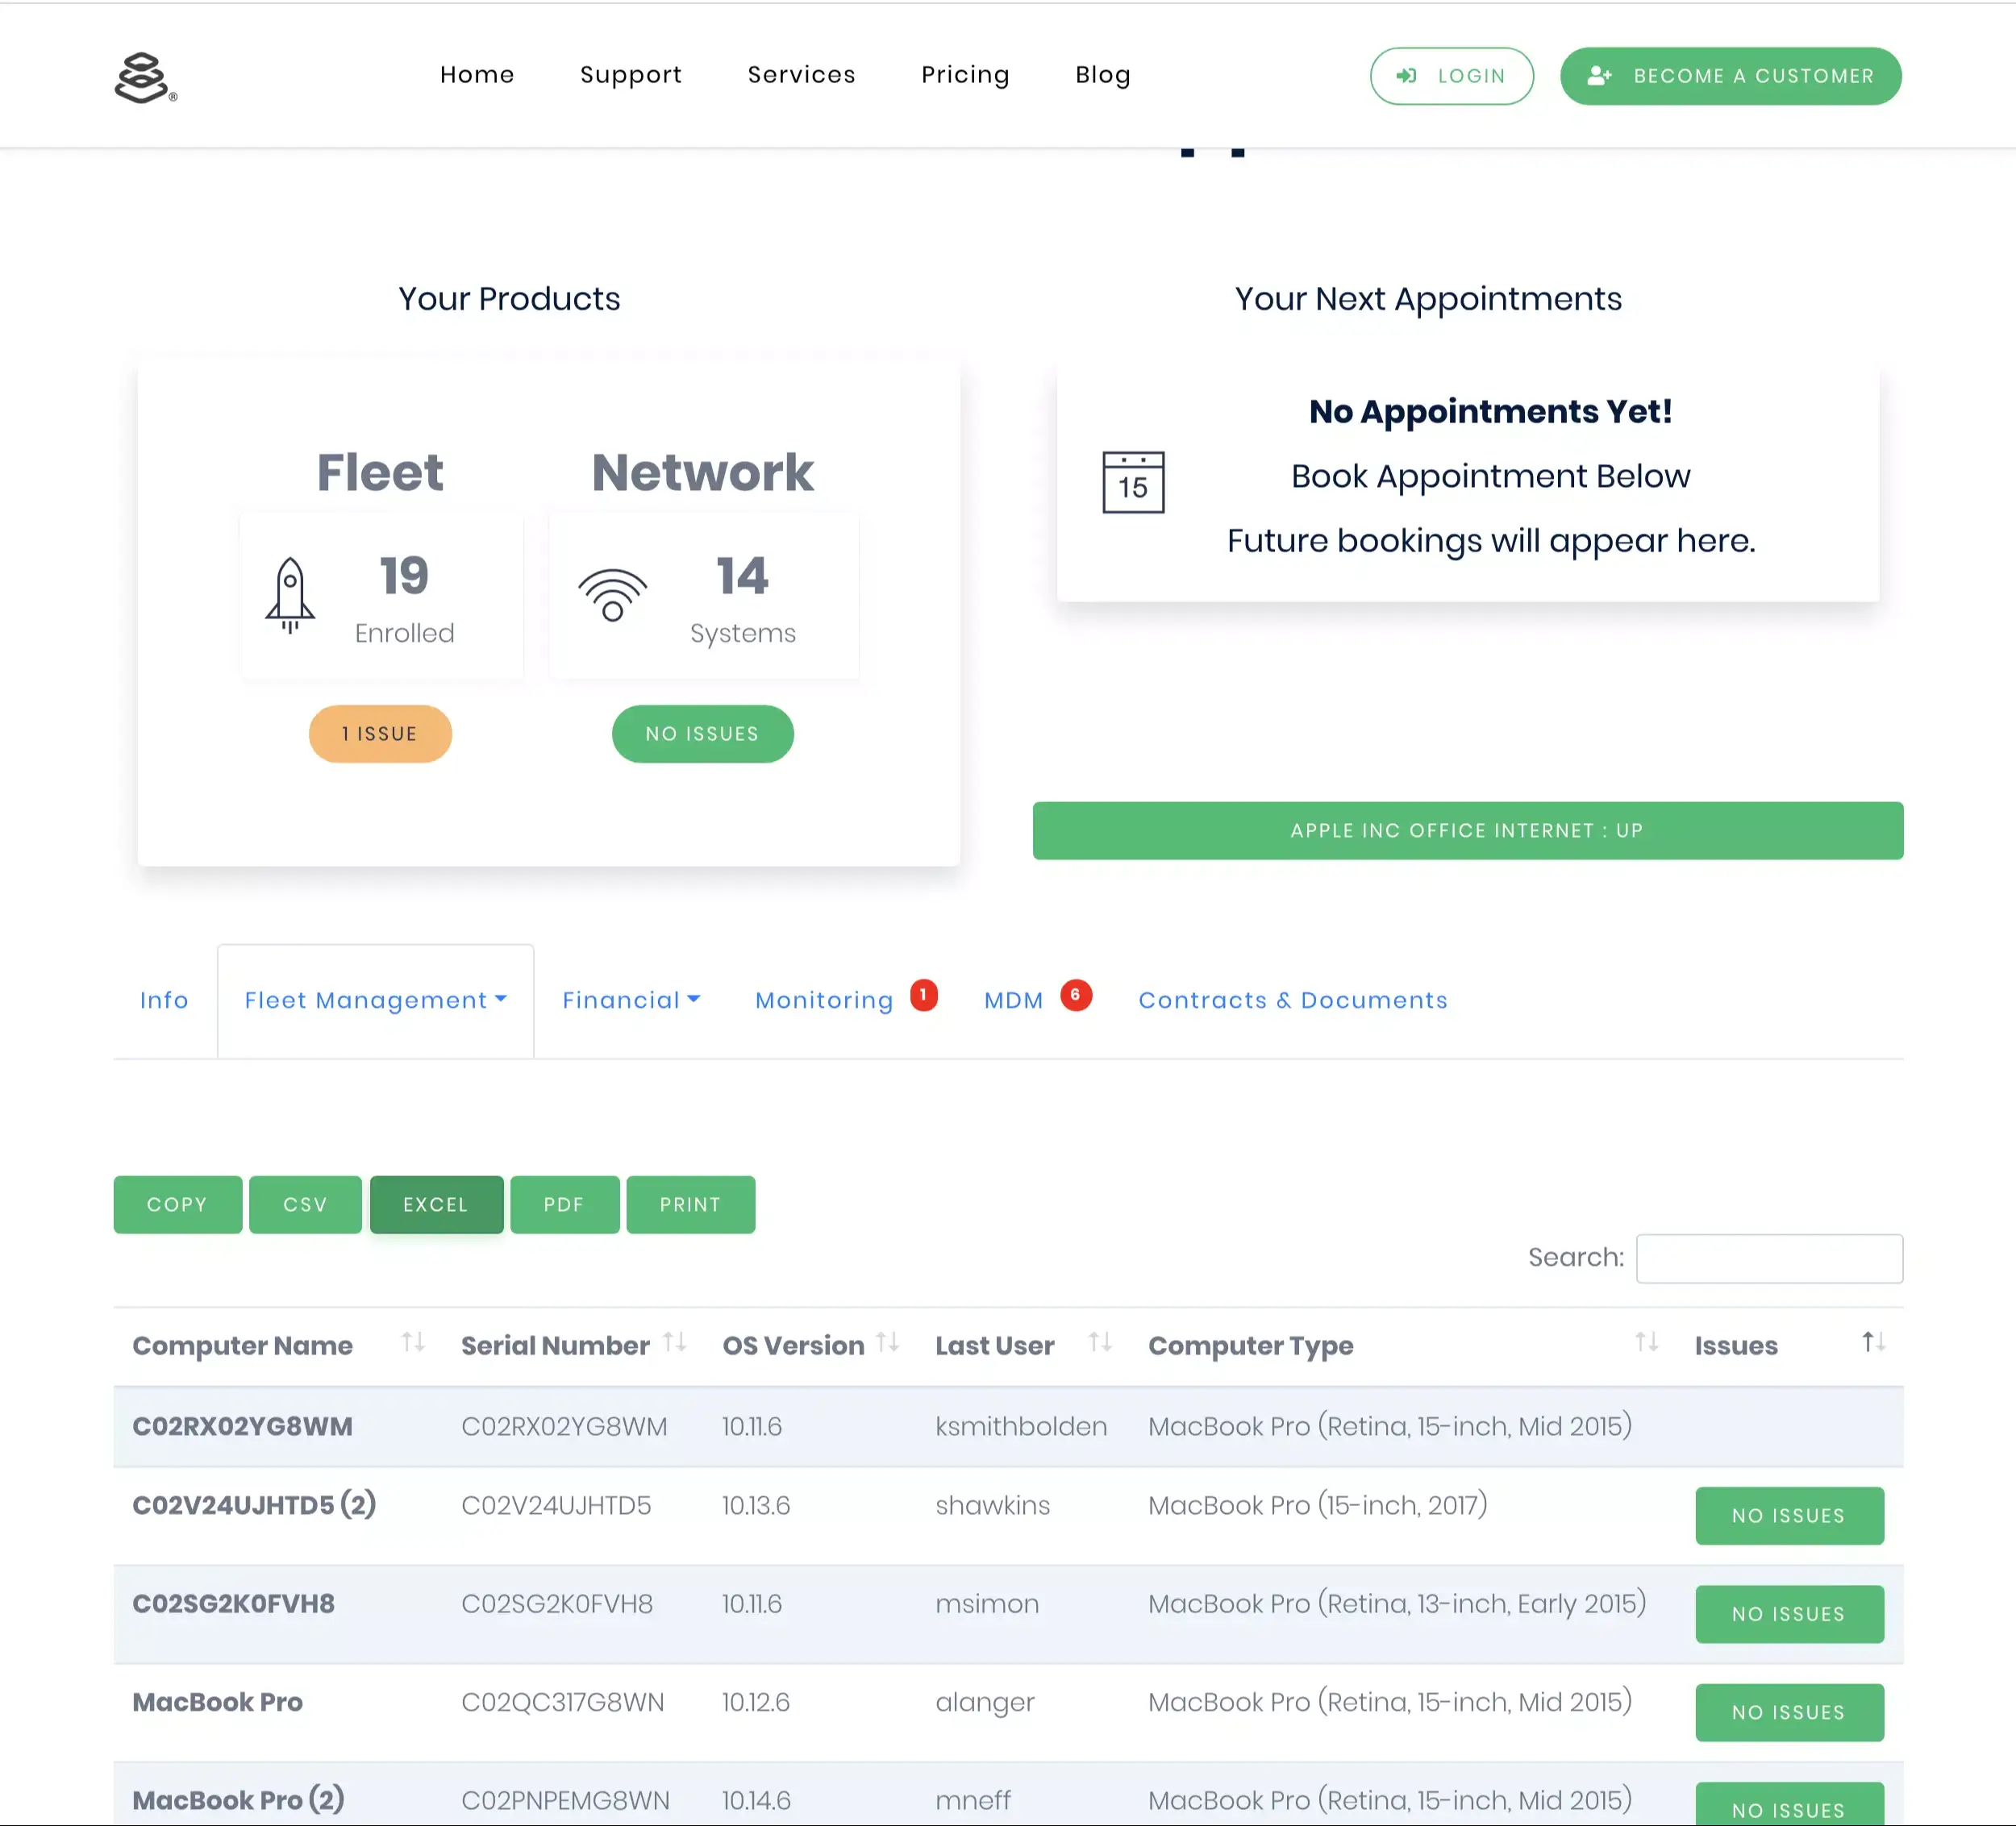 ®
Home Support Services Pricing Blog LOGIN BECOME A CUSTOMER
Your Products
Your Next Appointments
Fleet Network
19 14
Enrolled Systems
1 ISSUE NO ISSUES
15
No Appointments Yet!
Book Appointment Below
Future bookings will appear here.
APPLE INC OFFICE INTERNET : UP
Info Fleet Management Financial Monitoring 1 MDM 6 Contracts & Documents
COPY CSV EXCEL PDF PRINT
Search:
Computer Name Serial Number OS Version Last User Computer Type Issues
C02RX02YG8WM C02RX02YG8WM 10.11.6 ksmithbolden MacBook Pro (Retina, 15-inch, Mid 2015)
C02V24UJHTD5 (2) C02V24UJHTD5 10.13.6 shawkins MacBook Pro (15-inch, 2017) NO ISSUES
C02SG2K0FVH8 C02SG2K0FVH8 10.11.6 msimon MacBook Pro (Retina, 13-inch, Early 2015) NO ISSUES
MacBook Pro C02QC317G8WN 10.12.6 alanger MacBook Pro (Retina, 15-inch, Mid 2015) NO ISSUES
MacBook Pro (2) C02PNPEMG8WN 10.14.6 mneff MacBook Pro (Retina, 15-inch, Mid 2015) NO ISSUES